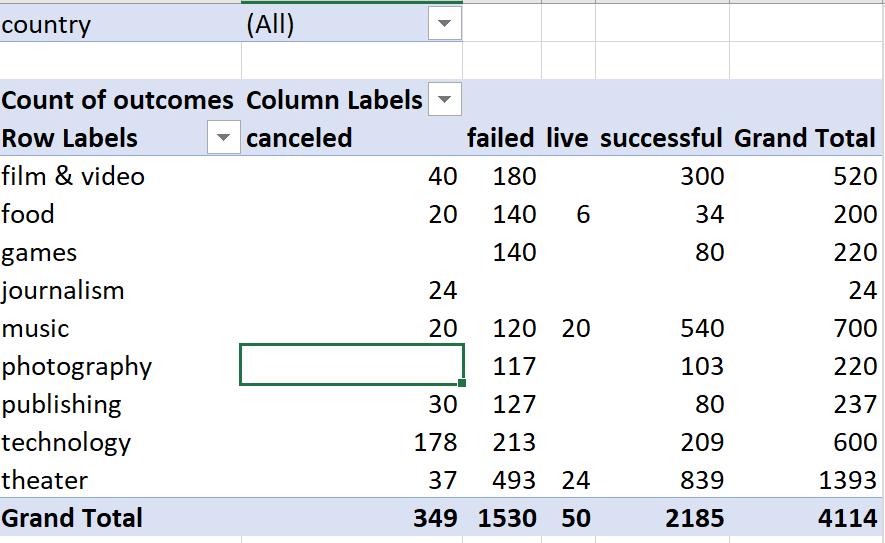 country (All)
Count of outcomes Column Labels
Row Labels canceled failed live successful Grand Total
film & video 40 180 300 520
food 20 140 6 34 200
games 140 80 220
journalism 24 24
music 20 120 20 540 700
photography 117 103 220
publishing 30 127 80 237
technology 178 213 209 600
theater 37 493 24 839 1393
Grand Total 349 1530 50 2185 4114